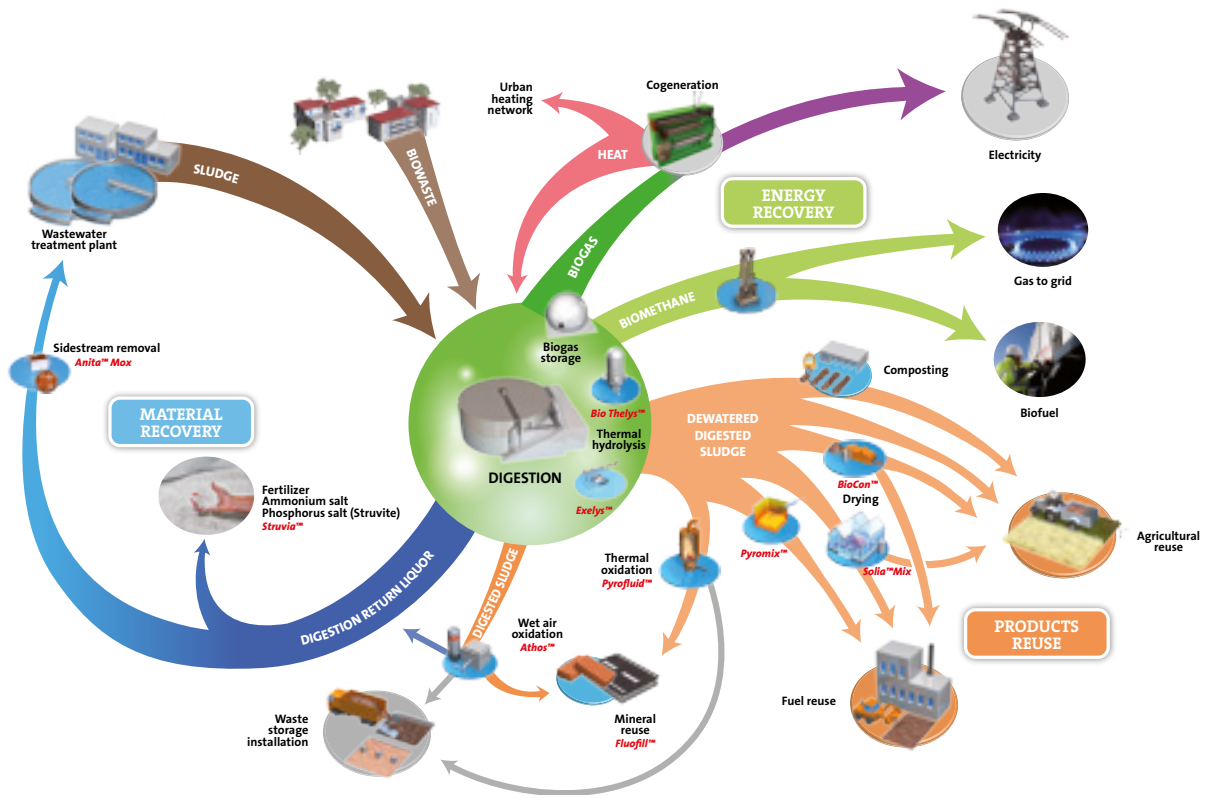 Urban
heating
network
Cogeneration
HEAT
Electricity
SLUDGE
BIOWASTE
Wastewater
treatment plant
ENERGY
RECOVERY
BIOGAS
Gas to grid
BIOMETHANE
Biogas
storage
Sidestream removal
Anita™ Mox
Composting
Biofuel
MATERIAL
RECOVERY
Bio Thelys™
Thermal
hydrolysis
DEWATERED
DIGESTED
SLUDGE
DIGESTION
Exelys™
BioCon™
Drying
Fertilizer
Ammonium salt
Phosphorus salt (Struvite)
Struvia™
Agricultural
reuse
Pyromix™
Solia™Mix
Thermal
oxidation
Pyrofluid™
DIGESTED SLUDGE
DIGESTION RETURN LIQUOR
Wet air
oxidation
Athos™
PRODUCTS
REUSE
Fuel reuse
Waste
storage
installation
Mineral
reuse
Fluofill™